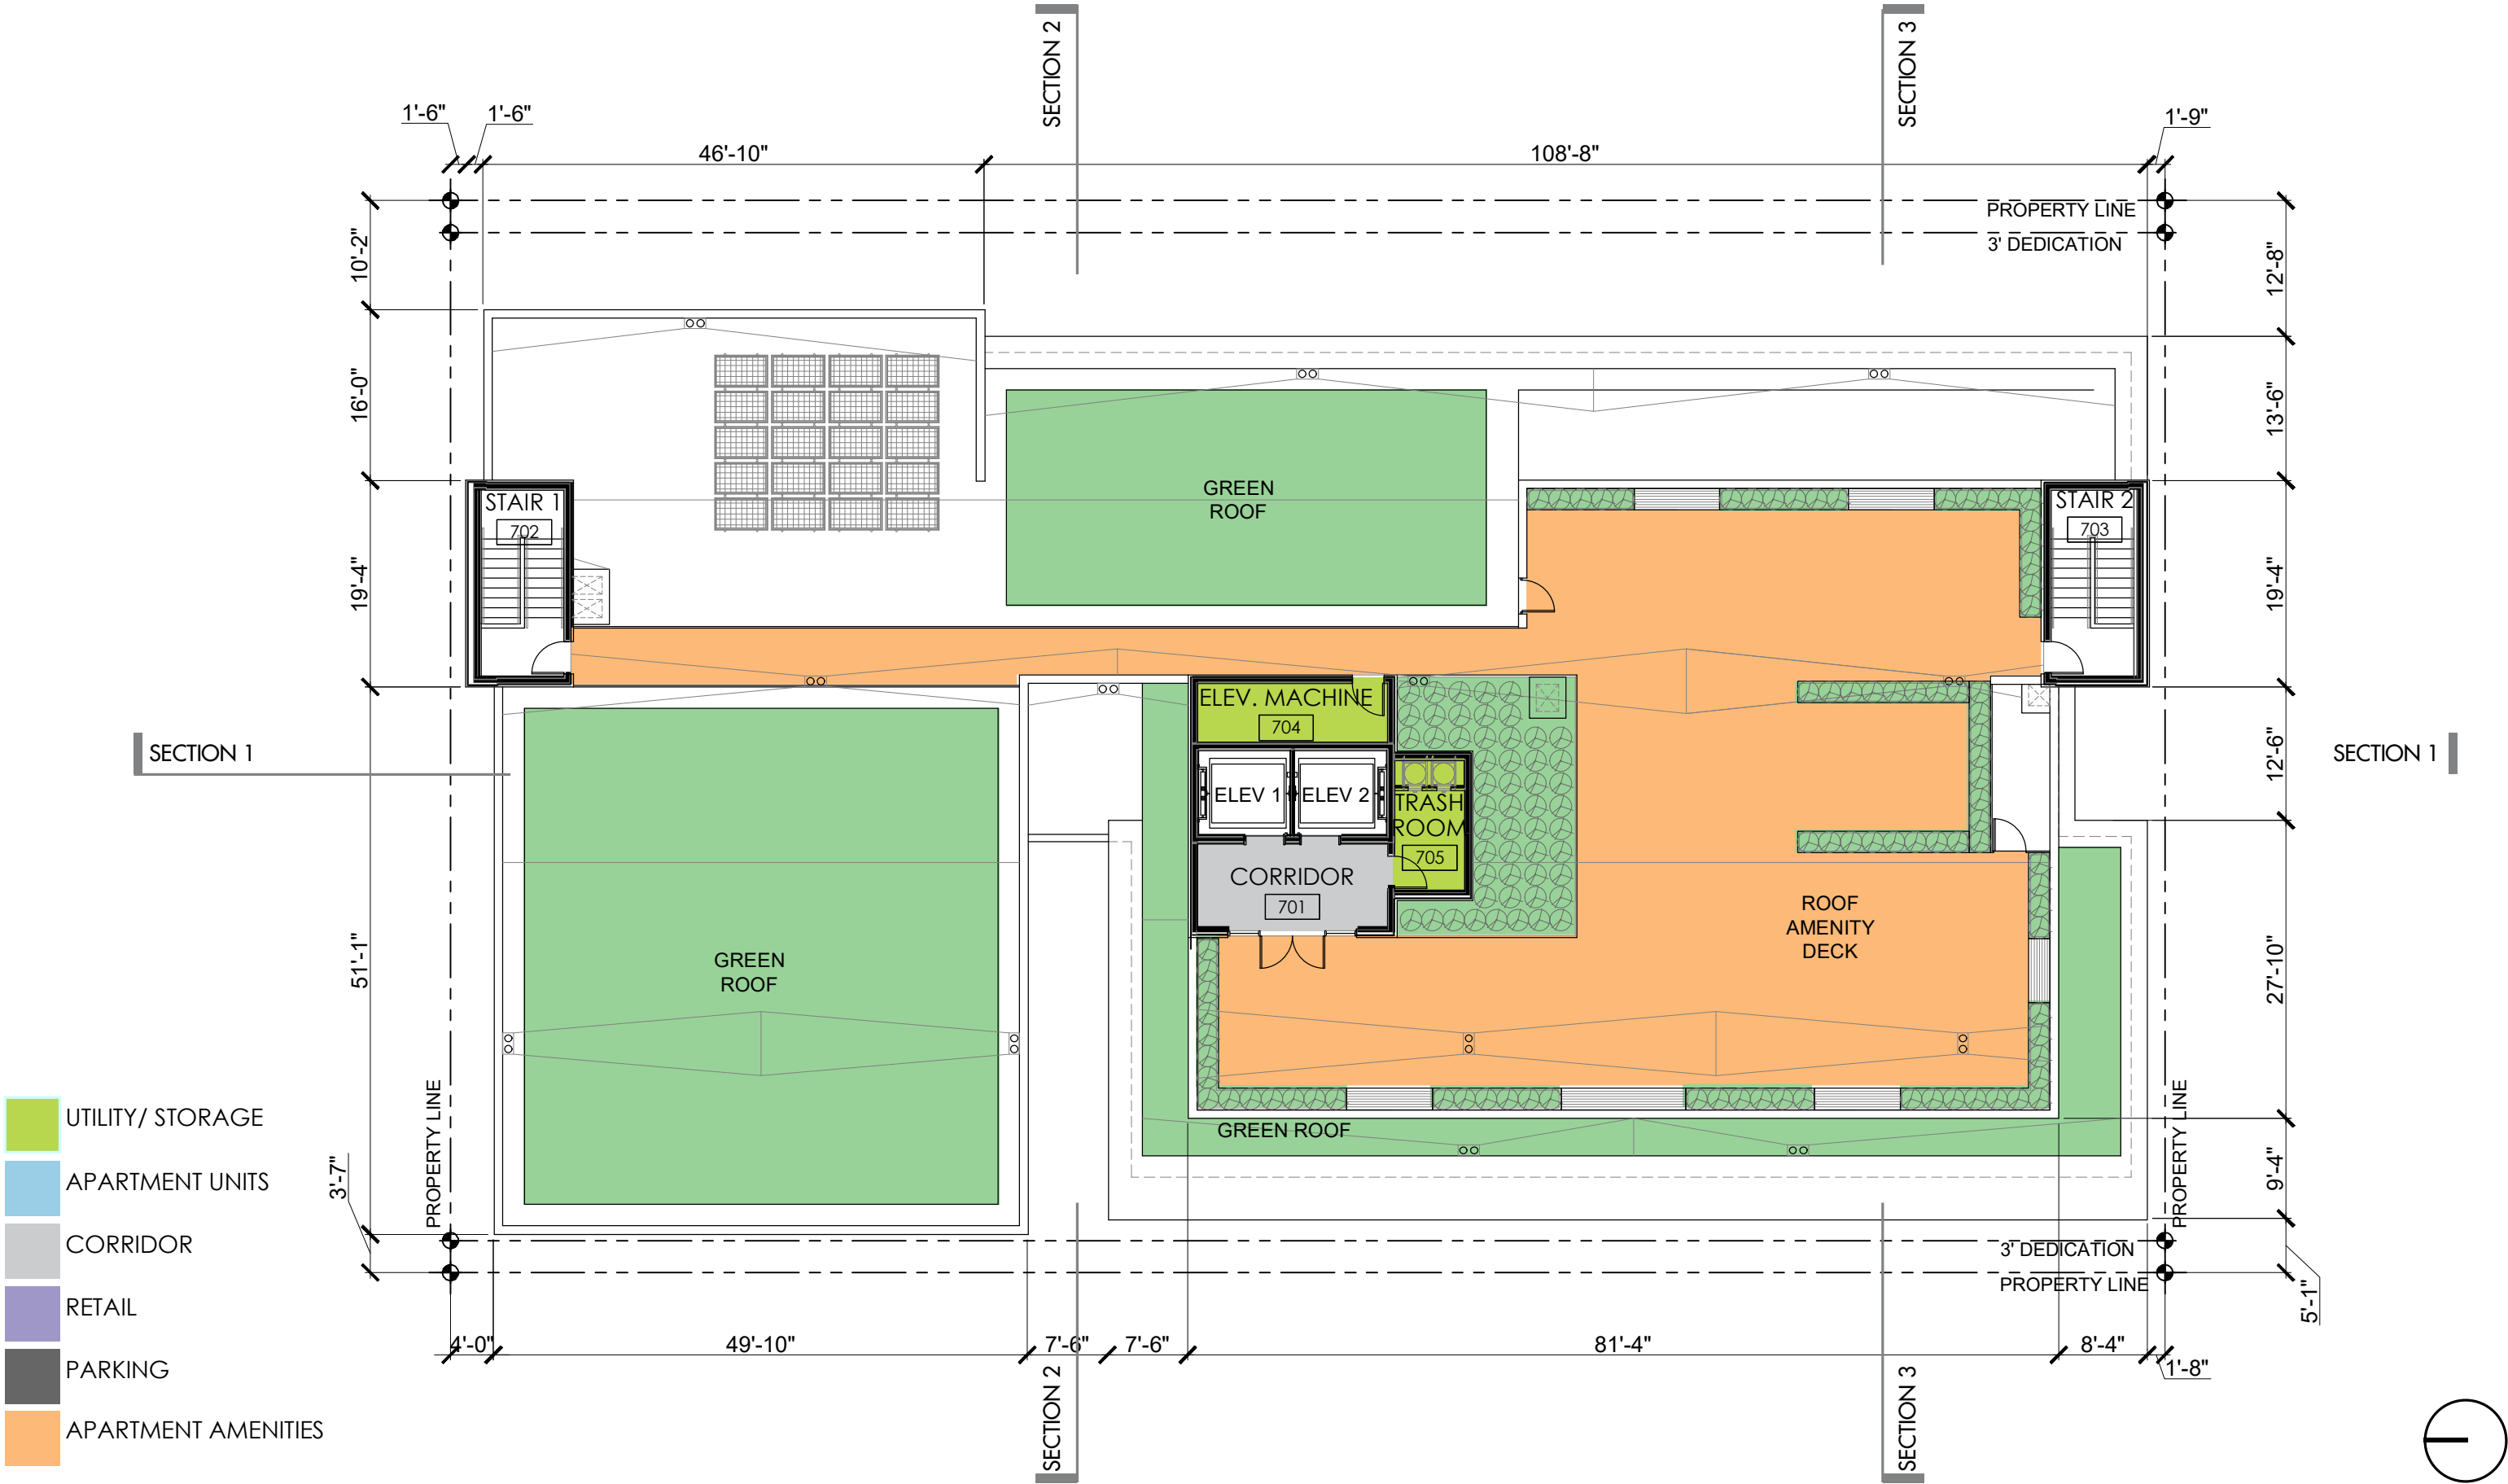 SECTION 2
SECTION 3
1'-6"
1'-6"
1'-9"
46'-10"
108'-8"
PROPERTY LINE
3' DEDICATION
10'-2"
12'-8"
16'-0"
13'-6"
STAIR 1
702
GREEN
ROOF
STAIR 2
703
19'-4"
19'-4"
ELEV. MACHINE
704
SECTION 1
SECTION 1
12'-6"
ELEV 1
ELEV 2
TRASH
ROOM
705
CORRIDOR
701
ROOF
AMENITY
DECK
51'-1"
GREEN
ROOF
27'-10"
GREEN ROOF
UTILITY/ STORAGE
APARTMENT UNITS
CORRIDOR
RETAIL
PARKING
APARTMENT AMENITIES
3'-7"
PROPERTY LINE
PROPERTY LINE
9'-4"
3' DEDICATION
PROPERTY LINE
5'-1"
4'-0"
49'-10"
7'-6"
7'-6"
81'-4"
8'-4"
1'-8"
SECTION 2
SECTION 3